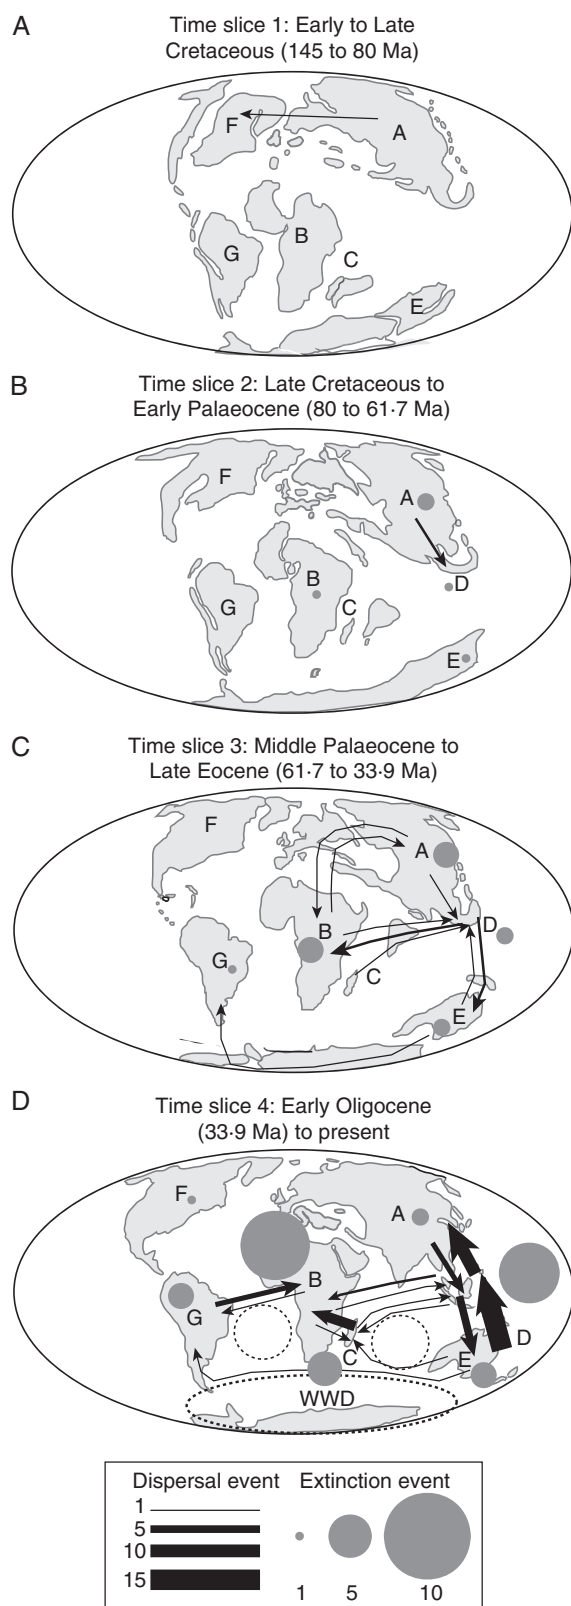 A
Time slice 1: Early to Late
Cretaceous (145 to 80 Ma)
F
A
B
G
C
E
B
Time slice 2: Late Cretaceous to
Early Palaeocene (80 to 61·7 Ma)
F
A
B
D
G
C
E
C
Time slice 3: Middle Palaeocene to
Late Eocene (61·7 to 33·9 Ma)
F
A
B
D
G
C
E
D
Time slice 4: Early Oligocene
(33·9 Ma) to present
F
A
B
G
D
C
E
WWD
Dispersal event Extinction event
1
5
10
15
1 5 10